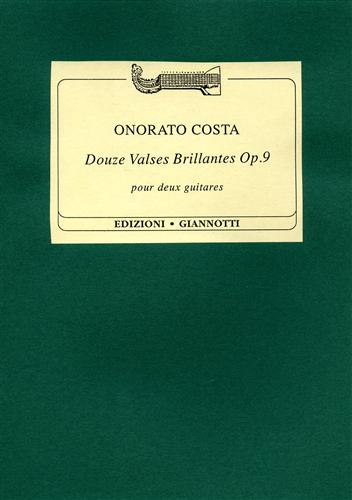 ONORATO COSTA
Douze Valses Brillantes Op.9
pour deux guitares
EDIZIONI • GIANNOTTI